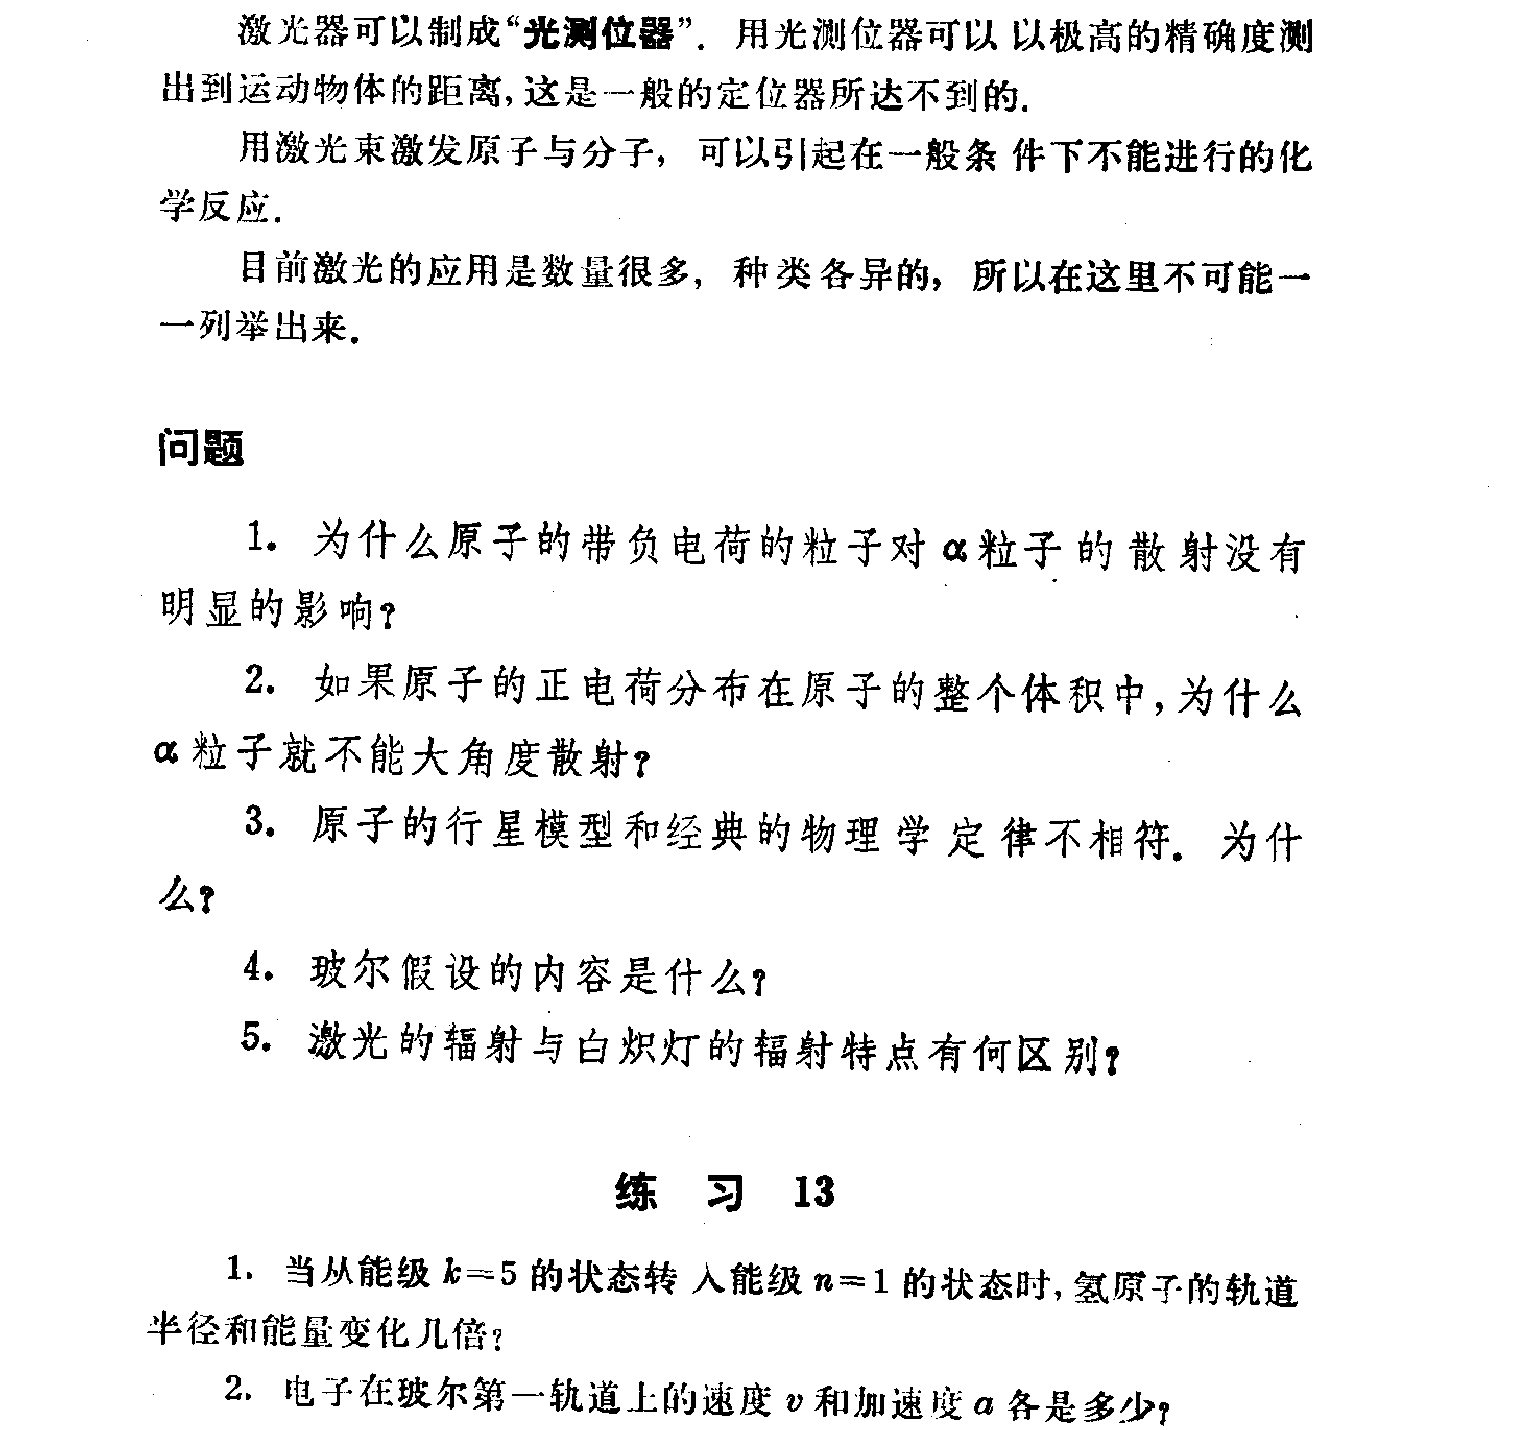 激光器可以制成“光测位器”. 用光测位器可以以极高的精确度测
出到运动物体的距离,这是一般的定位器所达不到的.
用激光束激发原子与分子, 可以引起在一般条件下不能进行的化
学反应.
目前激光的应用是数量很多, 种类各异的, 所以在这里不可能一
一列举出来.
问题
1. 为什么原子的带负电荷的粒子对α粒子的散射没有
明显的影响?
2. 如果原子的正电荷分布在原子的整个体积中,为什么
α粒子就不能大角度散射?
3. 原子的行星模型和经典的物理学定律不相符. 为什
么?
4. 玻尔假设的内容是什么?
5. 激光的辐射与白炽灯的辐射特点有何区别?
练 习 13
1. 当从能级k=5的状态转入能级n=1的状态时,氢原子的轨道
半径和能量变化几倍?
2. 电子在玻尔第一轨道上的速度v和加速度a各是多少?